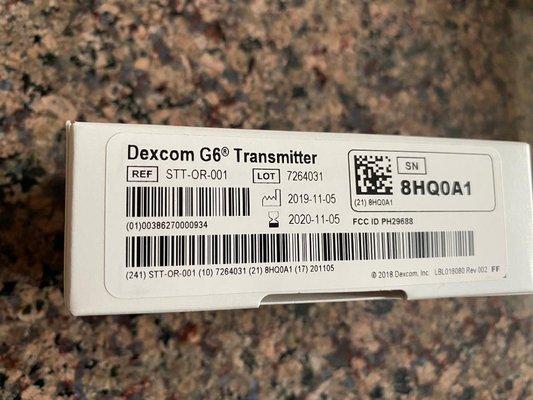 Dexcom G6® Transmitter
REF STT-OR-001 LOT 7264031
2019-11-05
2020-11-05
(01)00386270000934
SN
8HQ0A1
(21) 8HQ0A1
FCC ID PH29688
(241) STT-OR-001 (10) 7264031 (21) 8HQ0A1 (17) 201105
© 2018 Dexcom, Inc. LBL016080 Rev 002 FF